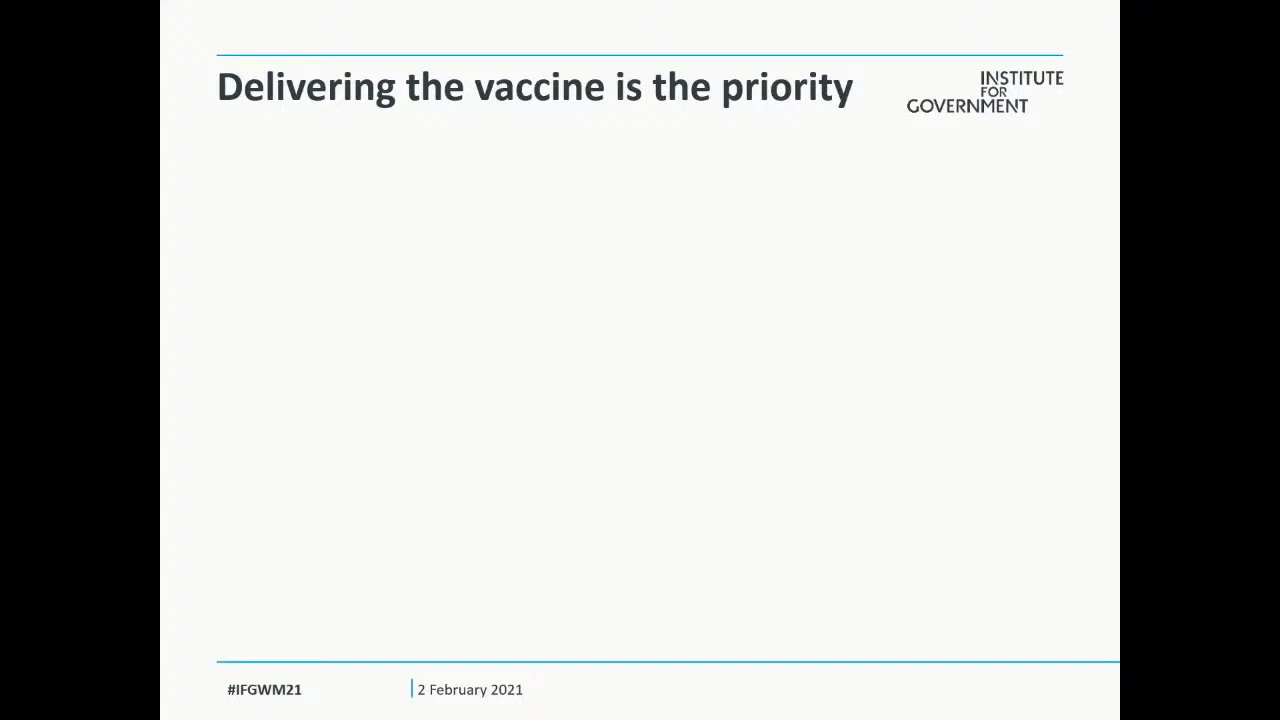 Delivering the vaccine is the priority
INSTITUTE
FOR
GOVERNMENT
#IFGWM21
2 February 2021